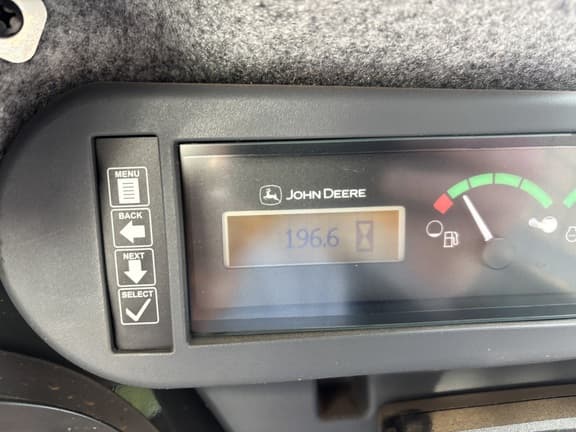 MENU
BACK
NEXT
SELECT
JOHN DEERE
196.6